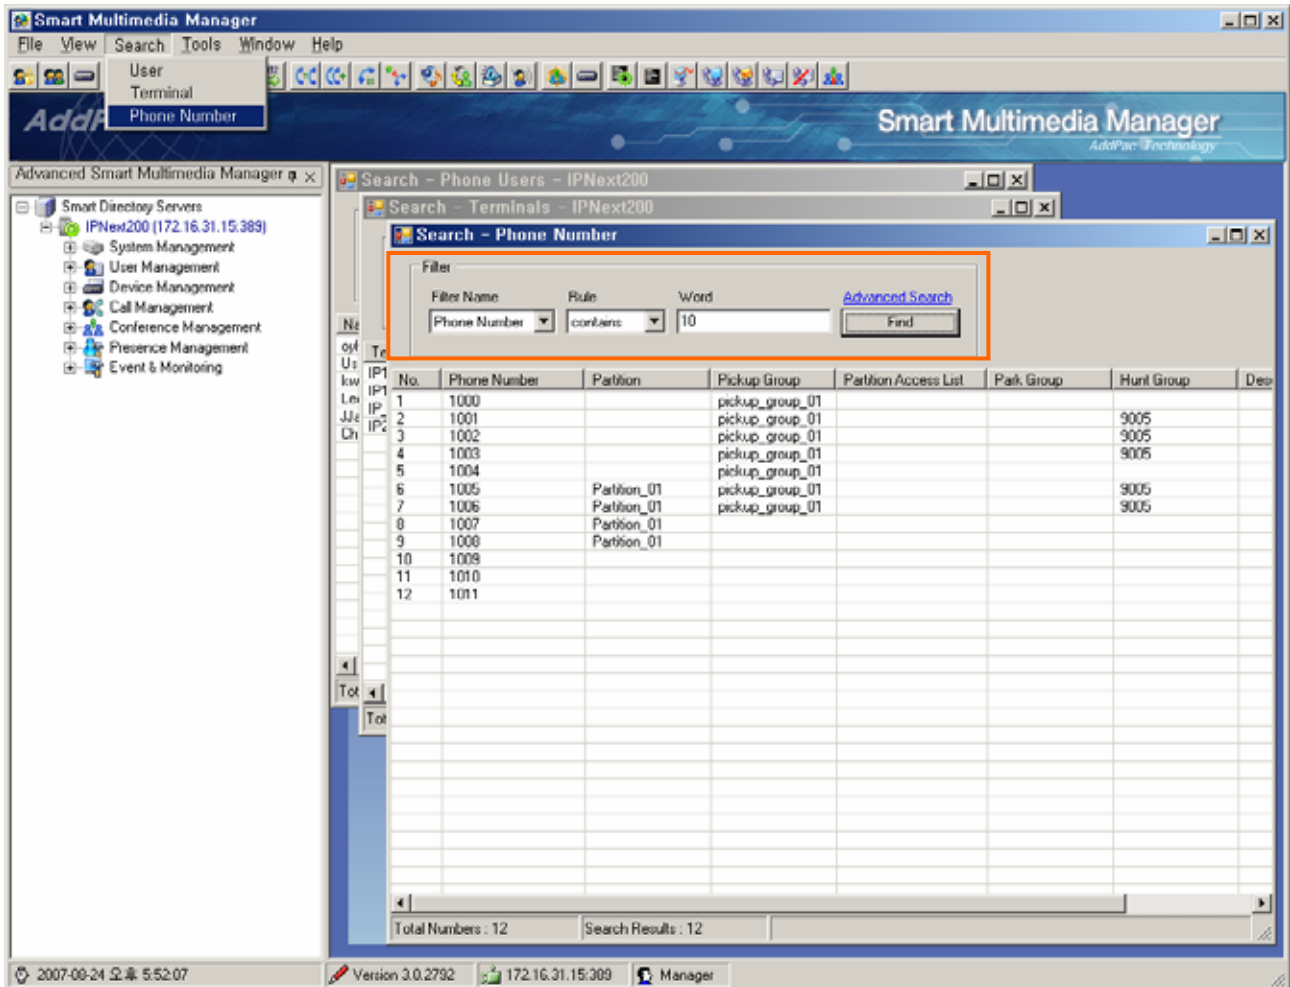 Smart Multimedia Manager
File View Search Tools Window Help
User
Terminal
Phone Number
Smart Multimedia Manager
AddPac Technology
Advanced Smart Multimedia Manager
Smart Directory Servers
IPNext200 (172.16.31.15:389)
System Management
User Management
Device Management
Call Management
Conference Management
Presence Management
Event & Monitoring
Search - Phone Users - IPNext200
Search - Terminals - IPNext200
Search - Phone Number
Filter
Filter Name Rule Word Advanced Search
Phone Number contains 10 Find
No. Phone Number Partition Pickup Group Partition Access List Park Group Hunt Group
1 1000 pickup_group_01
2 1001 pickup_group_01 9005
3 1002 pickup_group_01 9005
4 1003 pickup_group_01 9005
5 1004 pickup_group_01
6 1005 Partition_01 pickup_group_01 9005
7 1006 Partition_01 pickup_group_01 9005
8 1007 Partition_01
9 1008 Partition_01
10 1009
11 1010
12 1011
Total Numbers : 12 Search Results : 12
2007-08-24 오후 5:52:07 Version 3.0.2792 172.16.31.15:389 Manager